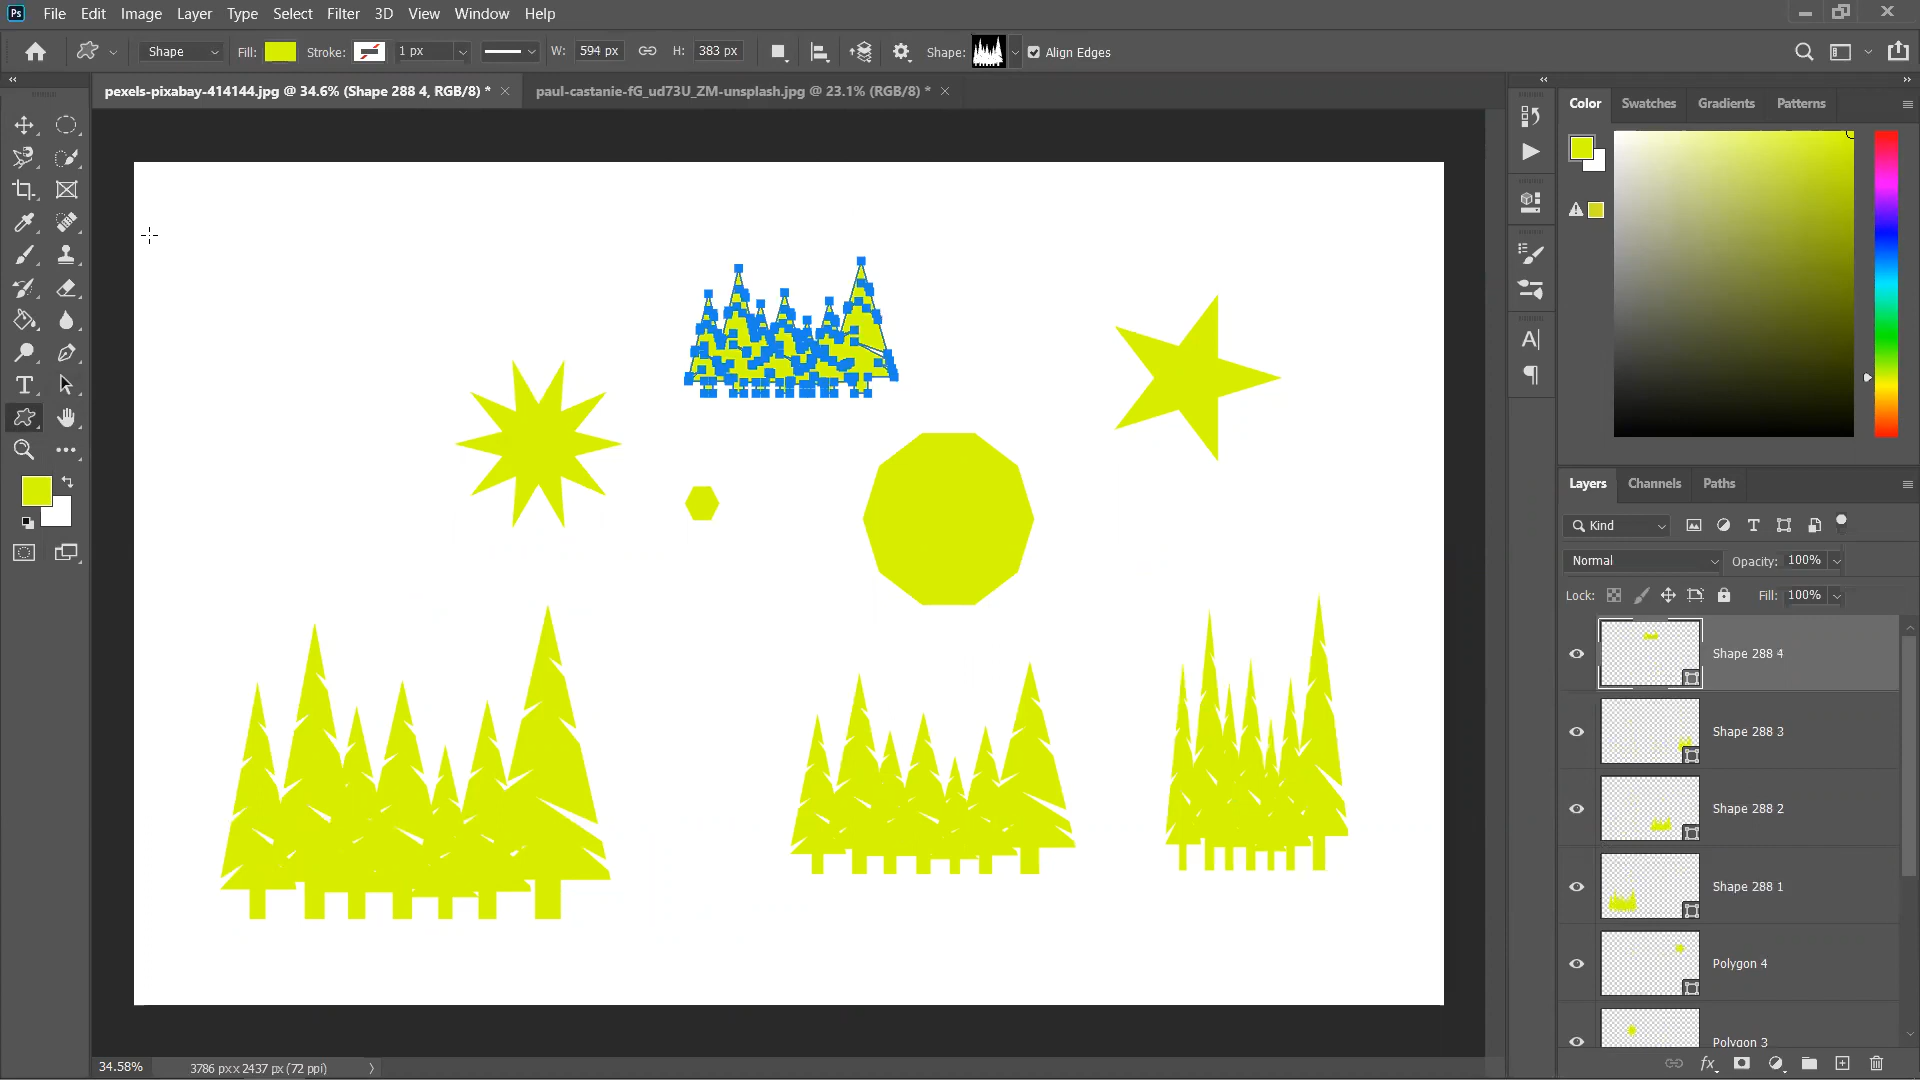 Ps File Edit Image Layer Type Select Filter 3D View Window Help
Shape Fill: Stroke: 1 px W: 594 px H: 383 px Shape: Align Edges
pexels-pixabay-414144.jpg @ 34.6% (Shape 288 4, RGB/8) * paul-castanie-fG_ud73U_ZM-unsplash.jpg @ 23.1% (RGB/8) *
Color Swatches Gradients Patterns
Layers Channels Paths
Kind
Normal Opacity: 100%
Lock: Fill: 100%
Shape 288 4
Shape 288 3
Shape 288 2
Shape 288 1
Polygon 4
Polygon 3
34.58% 3786 px x 2437 px (72 ppi)